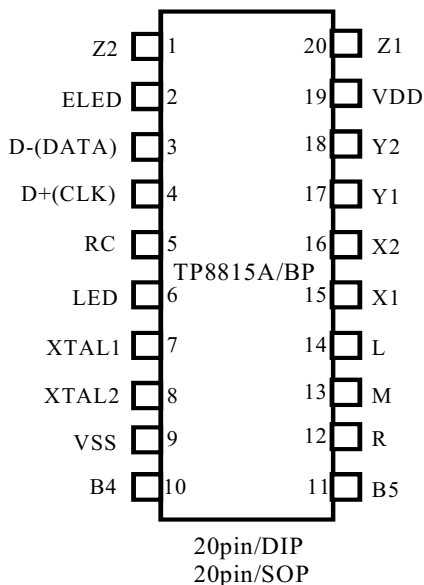 Z2 1 20 Z1
ELED 2 19 VDD
D-(DATA) 3 18 Y2
D+(CLK) 4 17 Y1
RC 5 16 X2
TP8815A/BP
LED 6 15 X1
XTAL1 7 14 L
XTAL2 8 13 M
VSS 9 12 R
B4 10 11 B5
20pin/DIP
20pin/SOP